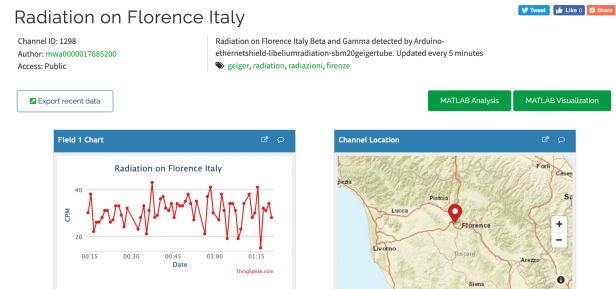 Radiation on Florence Italy
Tweet
Like 0
Share
Channel ID: 1298
Author: mwa0000017685200
Access: Public
Radiation on Florence Italy Beta and Gamma detected by Arduino-
ethernetshield-libeliumradiation-sbm20geigertube. Updated every 5 minutes
geiger, radiation, radiazioni, firenze
Export recent data
MATLAB Analysis
MATLAB Visualization
Field 1 Chart
Radiation on Florence Italy
CPM
40
20
00:15
00:30
00:45
01:00
01:15
Date
ThingSpeak.com
Channel Location
Forlì
Pistoia
Lucca
Florence
Livorno
Tuscany
Arezzo
Siena
+
−